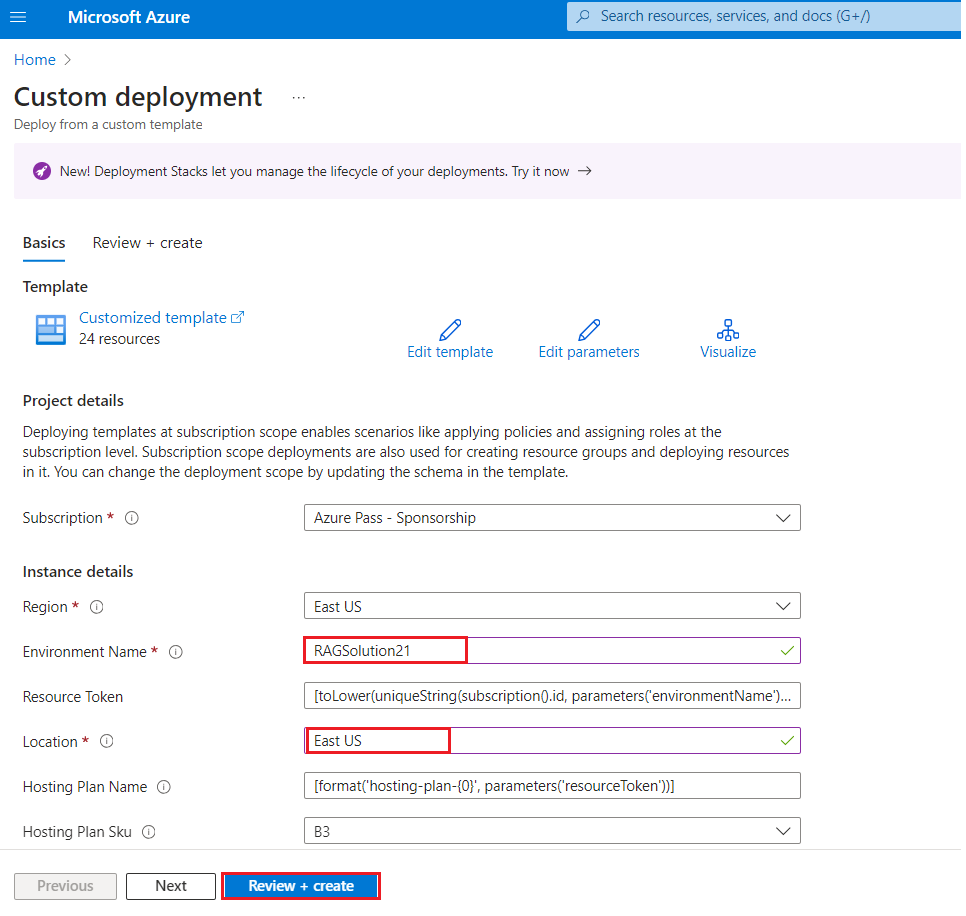 Microsoft Azure
Search resources, services, and docs (G+/)
Home
Custom deployment ...
Deploy from a custom template
New! Deployment Stacks let you manage the lifecycle of your deployments. Try it now →
Basics
Review + create
Template
Customized template
24 resources
Edit template
Edit parameters
Visualize
Project details
Deploying templates at subscription scope enables scenarios like applying policies and assigning roles at the
subscription level. Subscription scope deployments are also used for creating resource groups and deploying resources
in it. You can change the deployment scope by updating the schema in the template.
Subscription *
Azure Pass - Sponsorship
Instance details
Region *
East US
Environment Name *
RAGSolution21
Resource Token
[toLower(uniqueString(subscription().id, parameters('environmentName')...
Location *
East US
Hosting Plan Name
[format('hosting-plan-{0}', parameters('resourceToken'))]
Hosting Plan Sku
B3
Previous
Next
Review + create